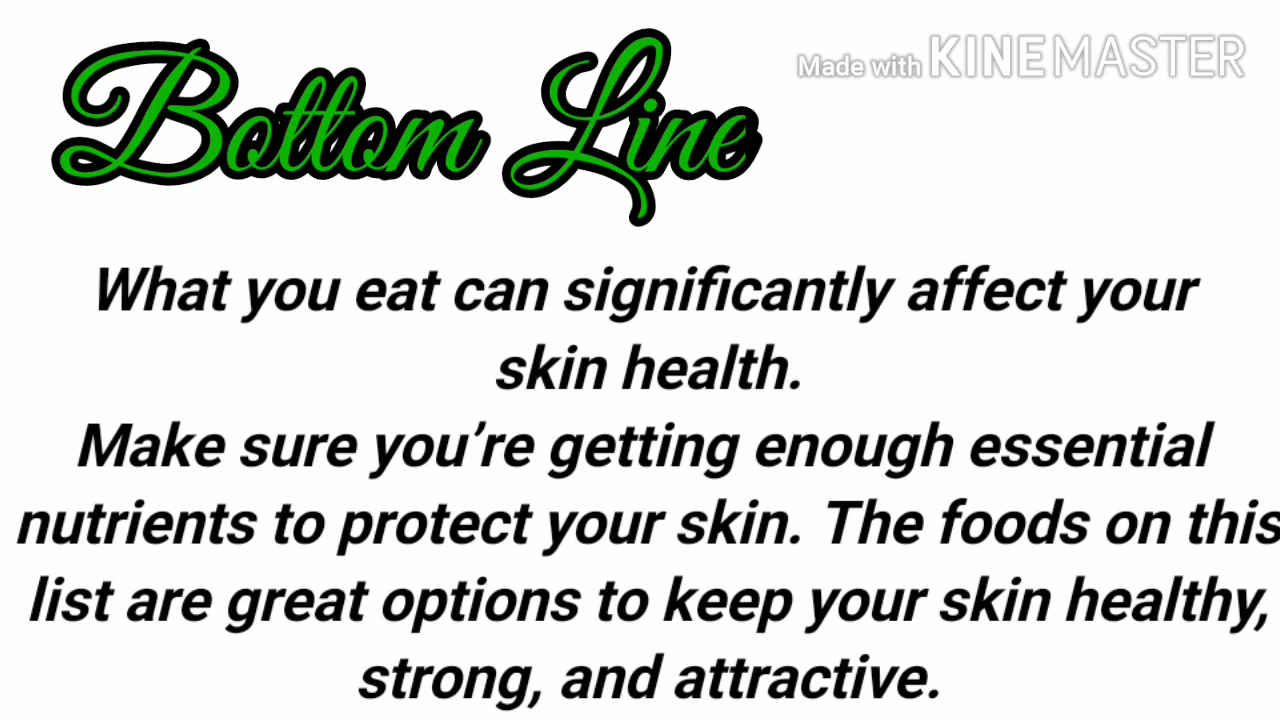 Made with KINEMASTER
Bottom Line
What you eat can significantly affect your
skin health.
Make sure you’re getting enough essential
nutrients to protect your skin. The foods on this
list are great options to keep your skin healthy,
strong, and attractive.